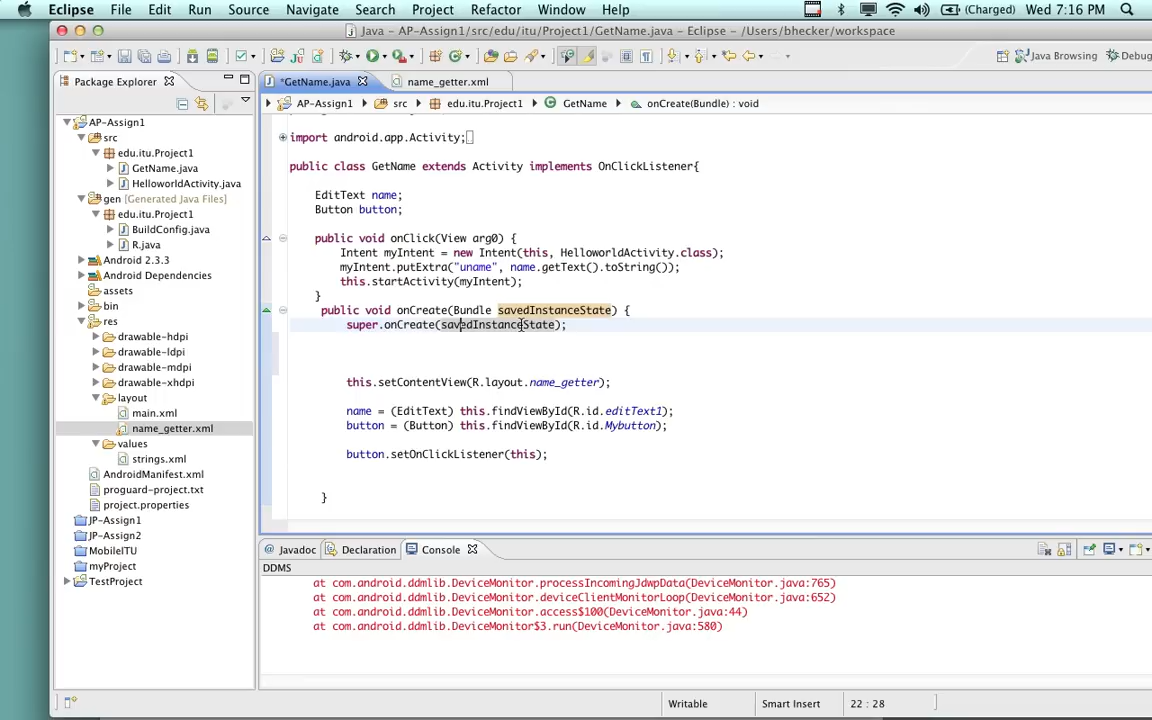 Eclipse File Edit Run Source Navigate Search Project Refactor Window Help (Charged) Wed 7:16 PM
Java – AP-Assign1/src/edu/itu/Project1/GetName.java – Eclipse – /Users/bhecker/workspace
Java Browsing Debug
Package Explorer
*GetName.java name_getter.xml
AP-Assign1 src edu.itu.Project1 GetName onCreate(Bundle) : void
AP-Assign1
src
edu.itu.Project1
GetName.java
HelloworldActivity.java
gen [Generated Java Files]
edu.itu.Project1
BuildConfig.java
R.java
Android 2.3.3
Android Dependencies
assets
bin
res
drawable-hdpi
drawable-ldpi
drawable-mdpi
drawable-xhdpi
layout
main.xml
name_getter.xml
values
strings.xml
AndroidManifest.xml
proguard-project.txt
project.properties
JP-Assign1
JP-Assign2
MobileITU
myProject
TestProject
import android.app.Activity;
public class GetName extends Activity implements OnClickListener{
EditText name;
Button button;
public void onClick(View arg0) {
Intent myIntent = new Intent(this, HelloworldActivity.class);
myIntent.putExtra("uname", name.getText().toString());
this.startActivity(myIntent);
}
public void onCreate(Bundle savedInstanceState) {
super.onCreate(savedInstanceState);
this.setContentView(R.layout.name_getter);
name = (EditText) this.findViewById(R.id.editText1);
button = (Button) this.findViewById(R.id.Mybutton);
button.setOnClickListener(this);
}
@ Javadoc Declaration Console
DDMS
at com.android.ddmlib.DeviceMonitor.processIncomingJdwpData(DeviceMonitor.java:765)
at com.android.ddmlib.DeviceMonitor.deviceClientMonitorLoop(DeviceMonitor.java:652)
at com.android.ddmlib.DeviceMonitor.access$100(DeviceMonitor.java:44)
at com.android.ddmlib.DeviceMonitor$3.run(DeviceMonitor.java:580)
Writable Smart Insert 22 : 28